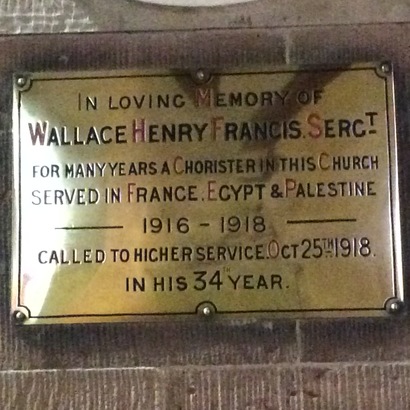 IN LOVING MEMORY OF
WALLACE HENRY FRANCIS. SERGT
FOR MANY YEARS A CHORISTER IN THIS CHURCH
SERVED IN FRANCE. EGYPT & PALESTINE
1916 - 1918
CALLED TO HIGHER SERVICE. OCT 25TH 1918.
IN HIS 34TH YEAR.